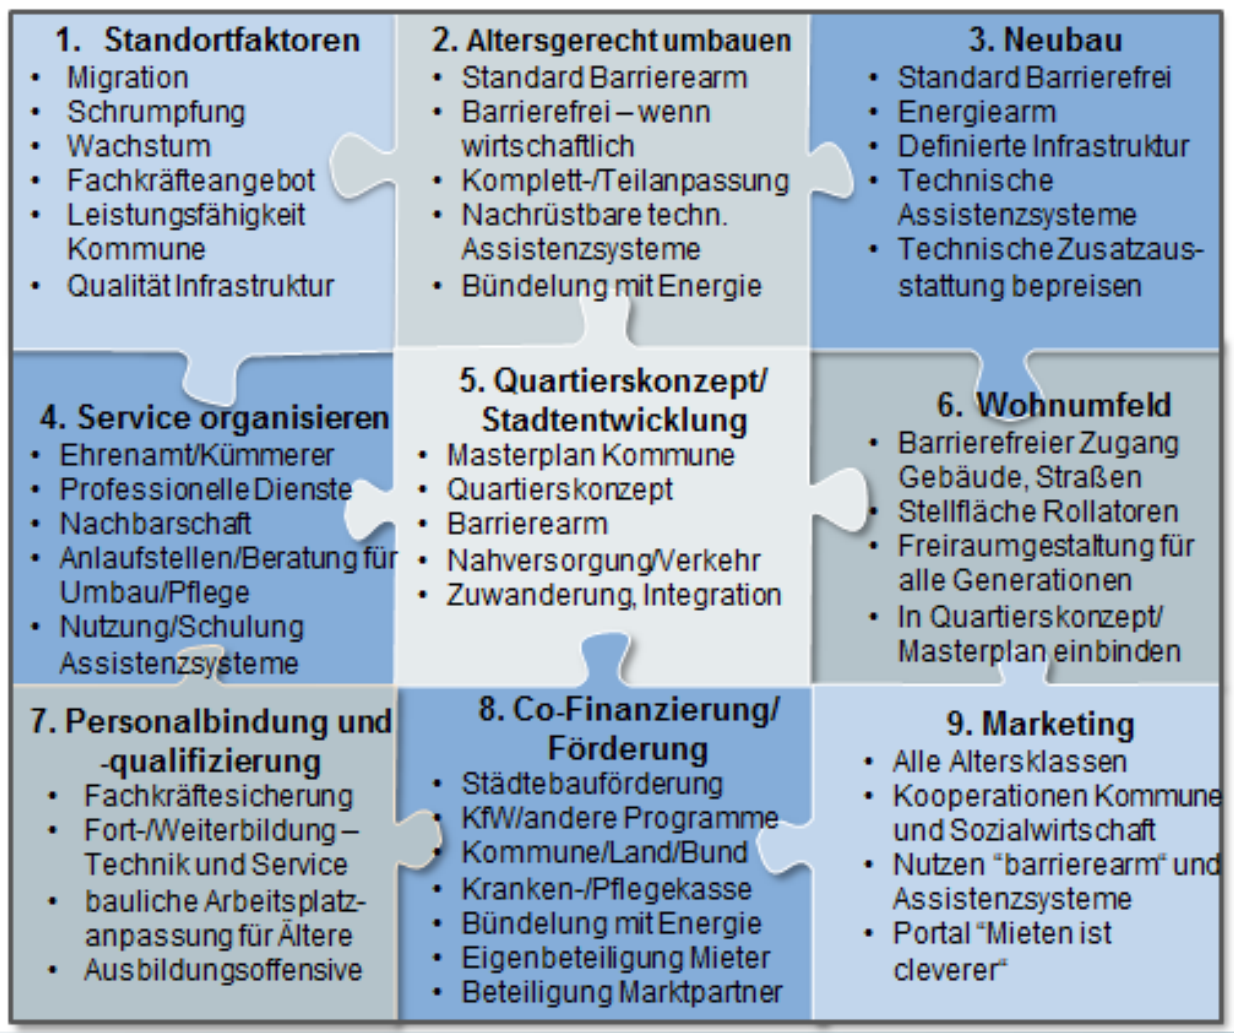 1. Standortfaktoren
• Migration
• Schrumpfung
• Wachstum
• Fachkräfteangebot
• Leistungsfähigkeit
Kommune
• Qualität Infrastruktur
2. Altersgerecht umbauen
• Standard Barrierearm
• Barrierefrei – wenn
wirtschaftlich
• Komplett-/Teilanpassung
• Nachrüstbare techn.
Assistenzsysteme
• Bündelung mit Energie
3. Neubau
• Standard Barrierefrei
• Energiearm
• Definierte Infrastruktur
• Technische
Assistenzsysteme
• Technische Zusatzaus-
stattung bepreisen
4. Service organisieren
• Ehrenamt/Kümmerer
• Professionelle Dienste
• Nachbarschaft
• Anlaufstellen/Beratung für
Umbau/Pflege
• Nutzung/Schulung
Assistenzsysteme
5. Quartierskonzept/
Stadtentwicklung
• Masterplan Kommune
• Quartierskonzept
• Barrierearm
• Nahversorgung/Verkehr
• Zuwanderung, Integration
6. Wohnumfeld
• Barrierefreier Zugang
Gebäude, Straßen
• Stellfläche Rollatoren
• Freiraumgestaltung für
alle Generationen
• In Quartierskonzept/
Masterplan einbinden
7. Personalbindung und
-qualifizierung
• Fachkräftesicherung
• Fort-/Weiterbildung –
Technik und Service
• bauliche Arbeitsplatz-
anpassung für Ältere
• Ausbildungsoffensive
8. Co-Finanzierung/
Förderung
• Städtebauförderung
• KfW/andere Programme
• Kommune/Land/Bund
• Kranken-/Pflegekasse
• Bündelung mit Energie
• Eigenbeteiligung Mieter
• Beteiligung Marktpartner
9. Marketing
• Alle Altersklassen
• Kooperationen Kommune
und Sozialwirtschaft
• Nutzen “barrierearm“ und
Assistenzsysteme
• Portal “Mieten ist
cleverer“